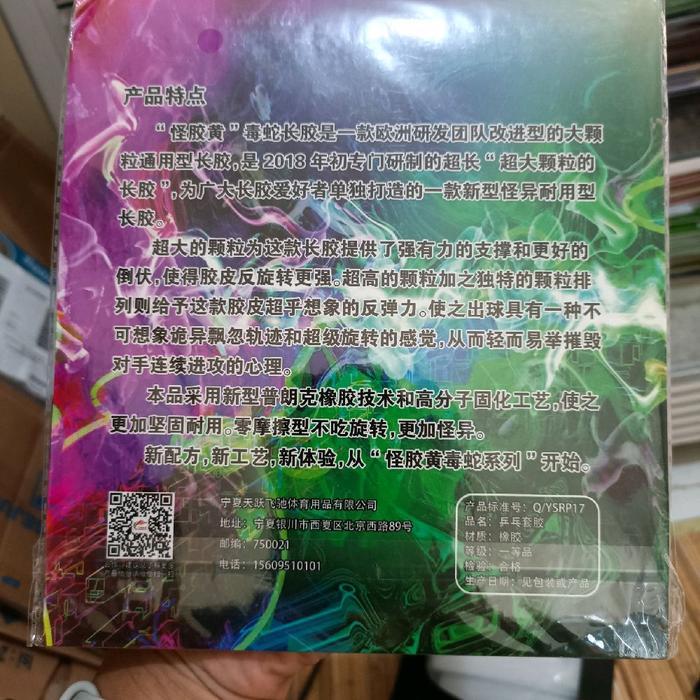 产品特点
“怪胶黄”毒蛇长胶是一款欧洲研发团队改进型的大颗
粒通用型长胶,是2018年初专门研制的超长“超大颗粒的
长胶”,为广大长胶爱好者单独打造的一款新型怪异耐用型
长胶。
超大的颗粒为这款长胶提供了强有力的支撑和更好的
倒伏,使得胶皮反旋转更强。超高的颗粒加之独特的颗粒排
列则给予这款胶皮超乎想象的反弹力。使之出球具有一种不
可想象诡异飘忽轨迹和超级旋转的感觉,从而轻而易举摧毁
对手连续进攻的心理。
本品采用新型普朗克橡胶技术和高分子固化工艺,使之
更加坚固耐用。零摩擦型不吃旋转,更加怪异。
新配方,新工艺,新体验,从“怪胶黄毒蛇系列”开始。
宁夏天跃飞驰体育用品有限公司
地址：宁夏银川市西夏区北京西路89号
邮编：750021
电话：15609510101
产品标准号：Q/YSRP17
品名：乒乓套胶
材质：橡胶
等级：一等品
检验：合格
生产日期：见包装或产品